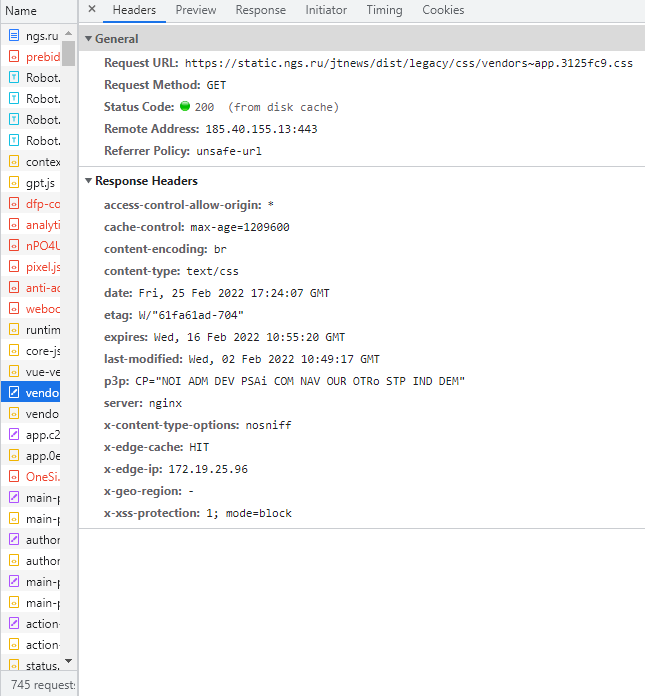 Name
Headers Preview Response Initiator Timing Cookies
ngs.ru
prebid
Robot.
Robot.
Robot.
Robot.
contex
gpt.js
dfp-co
analyti
nPO4U
pixel.js
anti-ad
weboc
runtim
core-js
vue-ve
vendo
vendo
app.c2
app.0e
OneSi.
main-p
main-p
author
author
main-p
main-p
action-
action-
status.
745 requests
General
Request URL: https://static.ngs.ru/jtnews/dist/legacy/css/vendors~app.3125fc9.css
Request Method: GET
Status Code: 200 (from disk cache)
Remote Address: 185.40.155.13:443
Referrer Policy: unsafe-url
Response Headers
access-control-allow-origin: *
cache-control: max-age=1209600
content-encoding: br
content-type: text/css
date: Fri, 25 Feb 2022 17:24:07 GMT
etag: W/"61fa61ad-704"
expires: Wed, 16 Feb 2022 10:55:20 GMT
last-modified: Wed, 02 Feb 2022 10:49:17 GMT
p3p: CP="NOI ADM DEV PSAi COM NAV OUR OTRo STP IND DEM"
server: nginx
x-content-type-options: nosniff
x-edge-cache: HIT
x-edge-ip: 172.19.25.96
x-geo-region: -
x-xss-protection: 1; mode=block